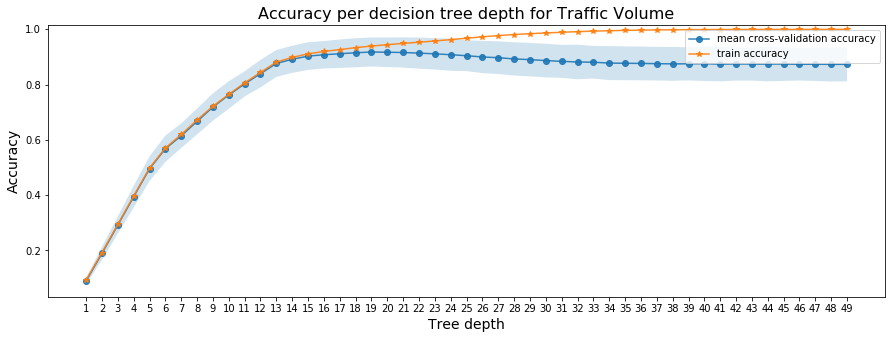 Accuracy per decision tree depth for Traffic Volume
mean cross-validation accuracy
train accuracy
Accuracy
1.0
0.8
0.6
0.4
0.2
1 2 3 4 5 6 7 8 9 10 11 12 13 14 15 16 17 18 19 20 21 22 23 24 25 26 27 28 29 30 31 32 33 34 35 36 37 38 39 40 41 42 43 44 45 46 47 48 49
Tree depth